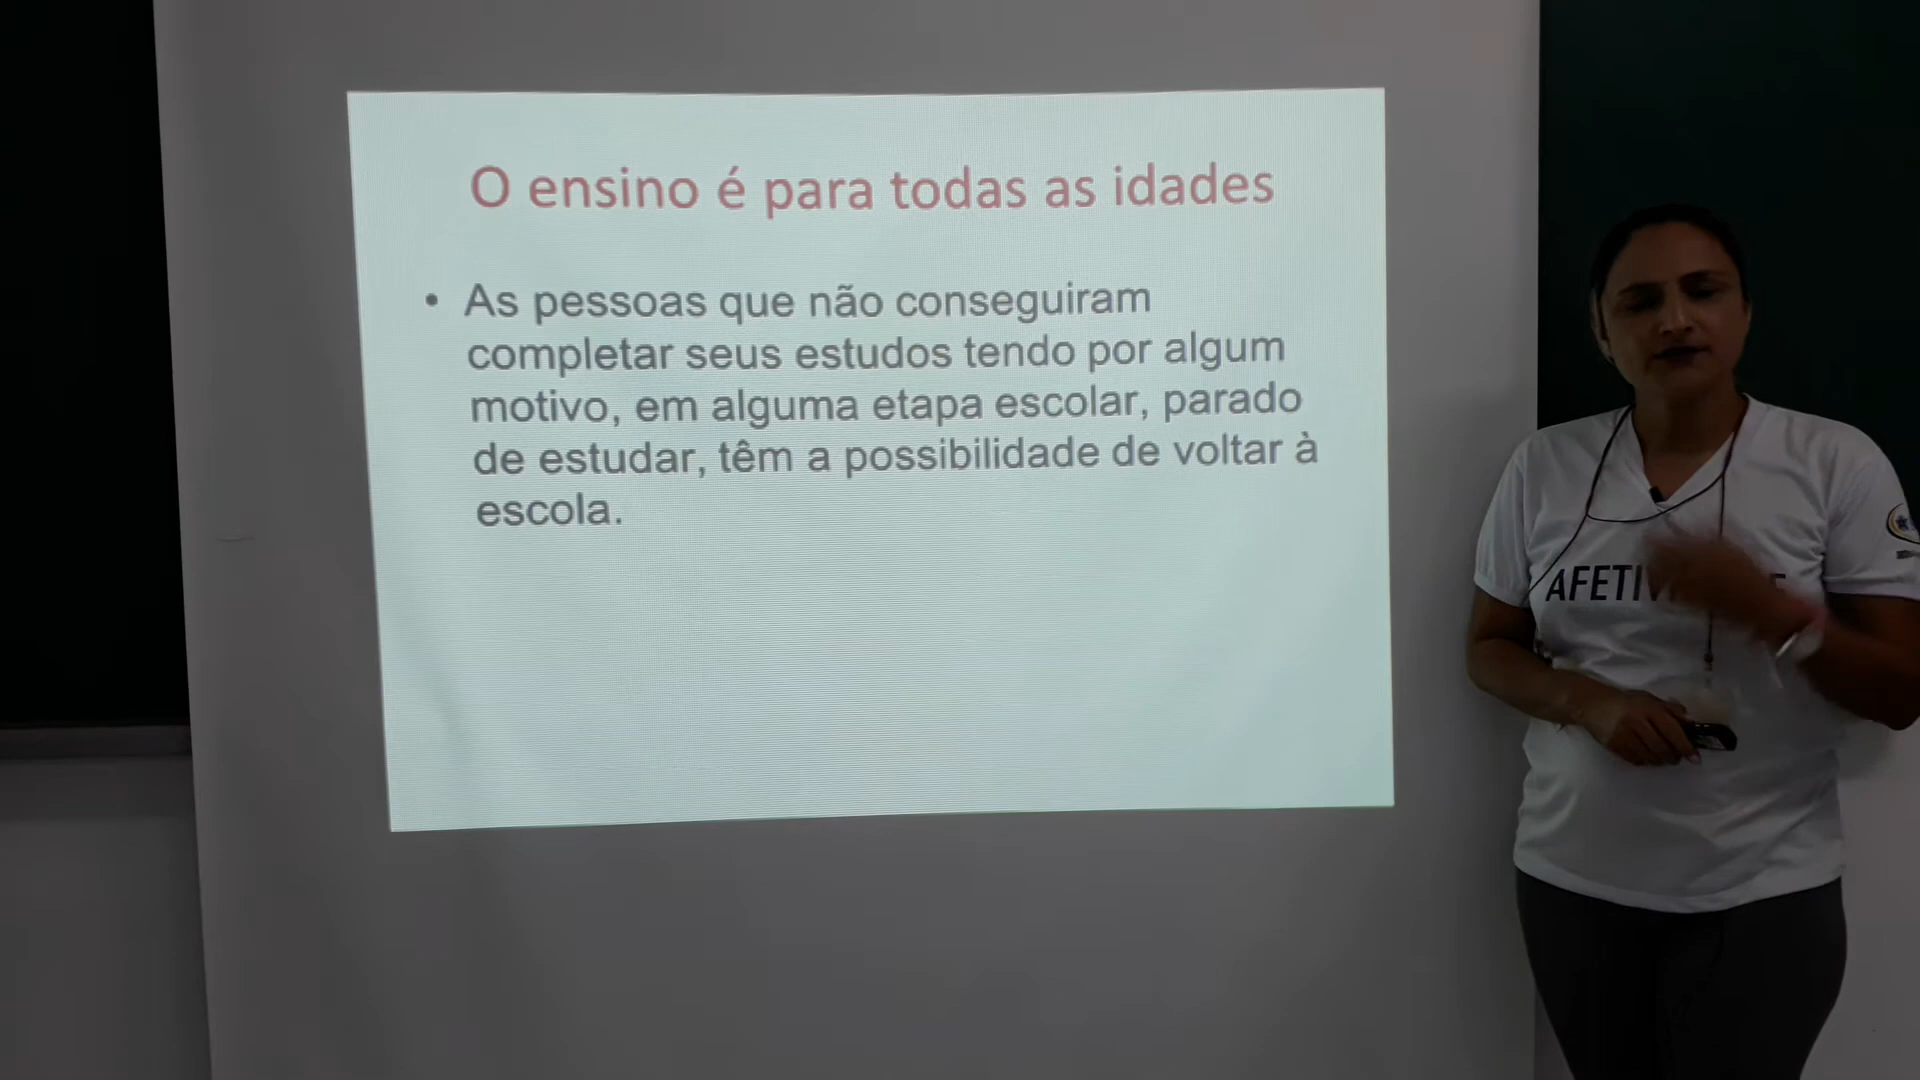 O ensino é para todas as idades
• As pessoas que não conseguiram
completar seus estudos tendo por algum
motivo, em alguma etapa escolar, parado
de estudar, têm a possibilidade de voltar à
escola.